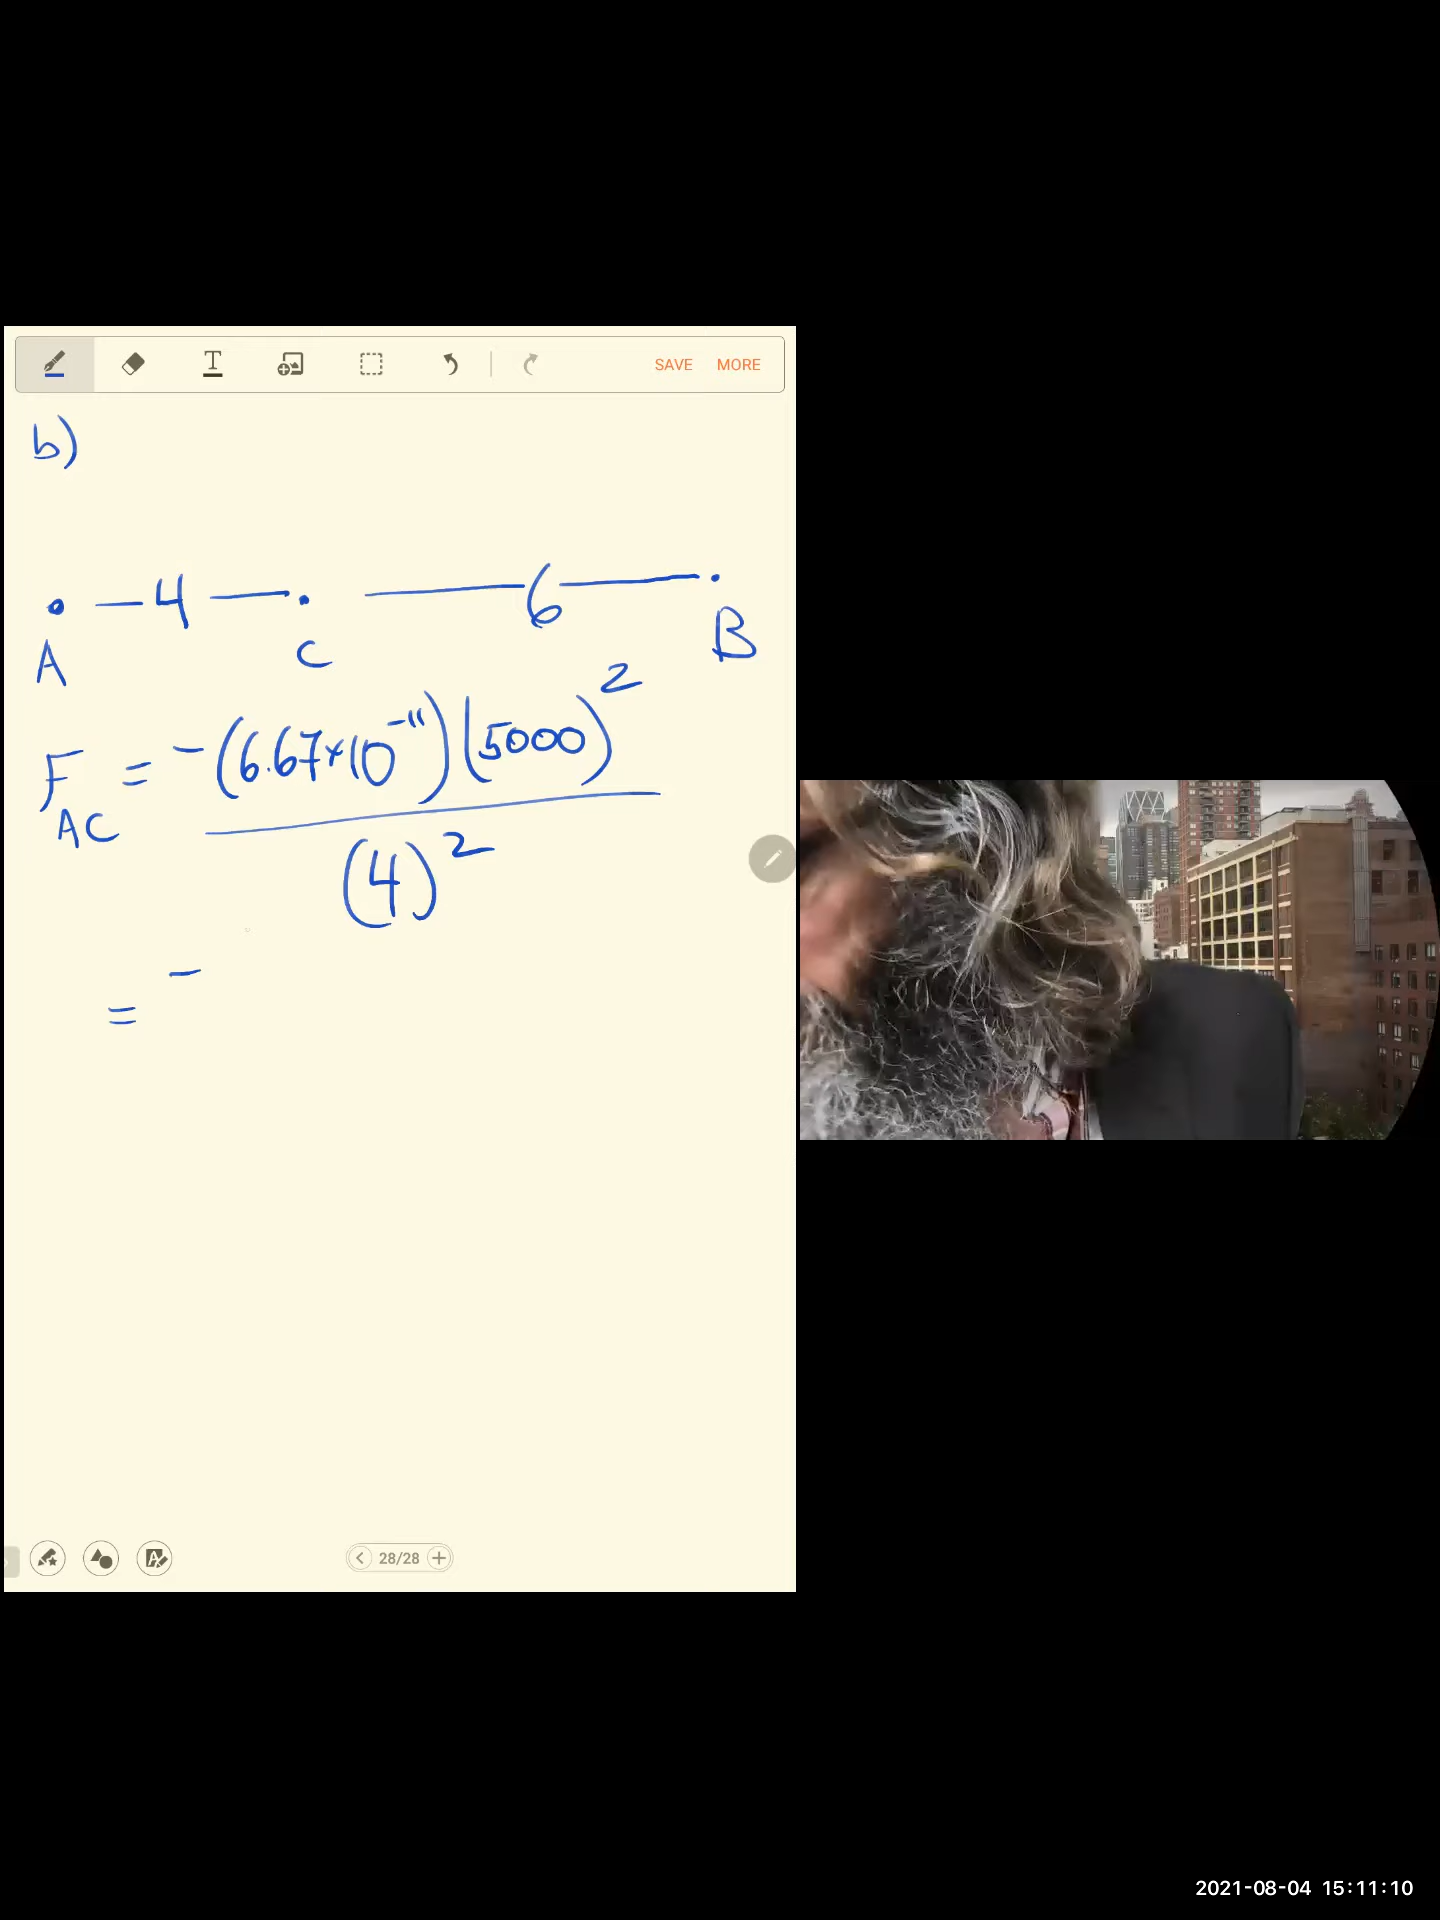 T SAVE MORE
b)
4 6
A C B
F_AC = -(6.67×10^-11)(5000)^2
(4)^2
= -
A
28/28
2021-08-04 15:11:10